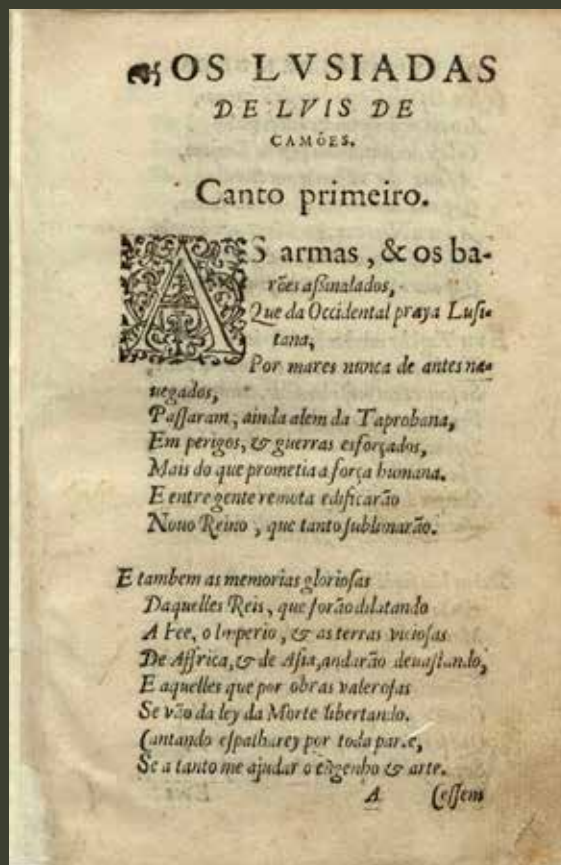 OS LVSIADAS
DE LVIS DE
CAMÕES.
Canto primeiro.
AS armas, & os ba-
rões aſsinalados,
Que da Occidental praya Luſi-
tana,
Por mares nunca de antes na-
uegados,
Paſſaram, ainda alem da Taprobana,
Em perigos, & guerras esforçados,
Mais do que prometia a força humana.
E entre gente remota edificarão
Nouo Reino, que tanto ſublimarão.
E tambem as memorias glorioſas
Daquelles Reis, que forão dilatando
A Fee, o Imperio, & as terras vicioſas
De Affrica, & de Aſia, andarão deuaſtando,
E aquelles que por obras valeroſas
Se vão da ley da Morte libertando.
Cantando eſpalharey por toda parte,
Se a tanto me ajudar o engenho & arte.
A Ceſſem